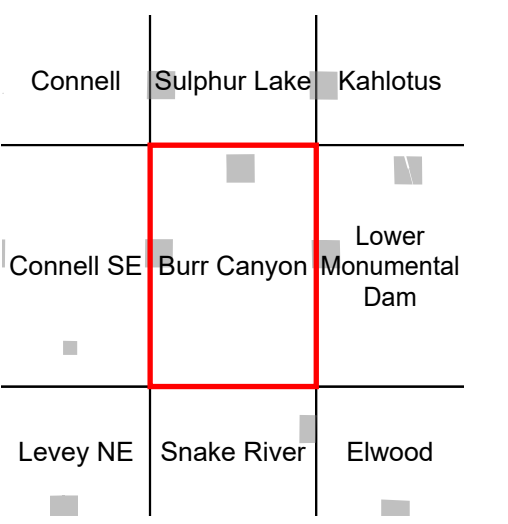 Connell
Sulphur Lake
Kahlotus
Connell SE
Burr Canyon
Lower
Monumental
Dam
Levey NE
Snake River
Elwood